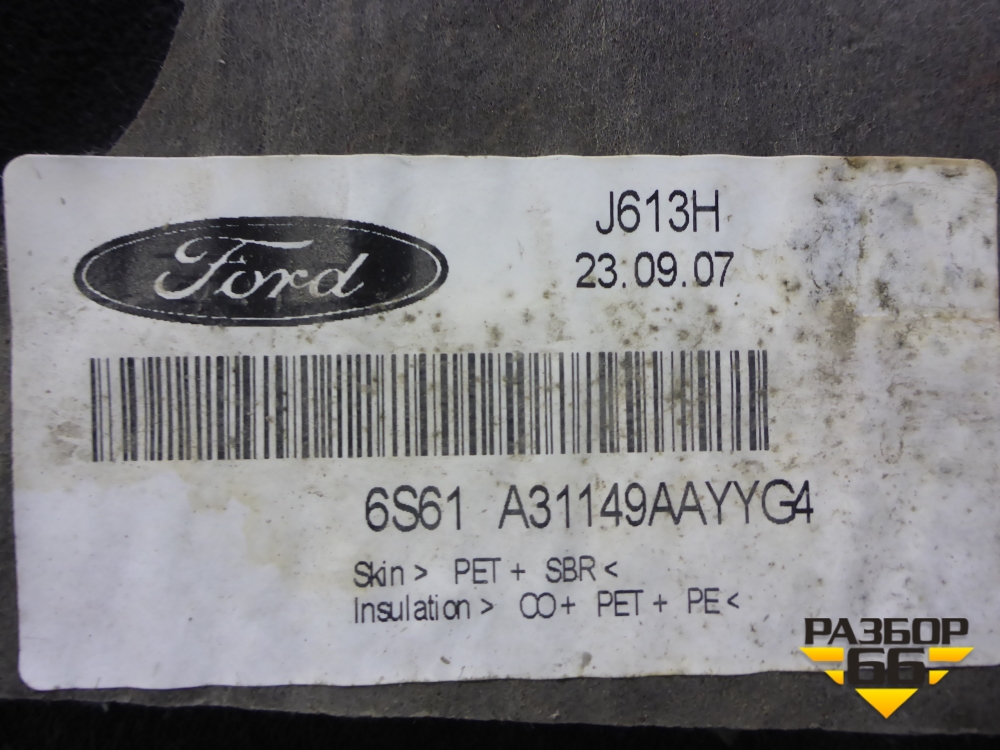 Ford
J613H
23.09.07
6S61 A31149AAYYG4
Skin> PET+ SBR<
Insulation> CO+ PET+ PE<
РАЗБОР
66